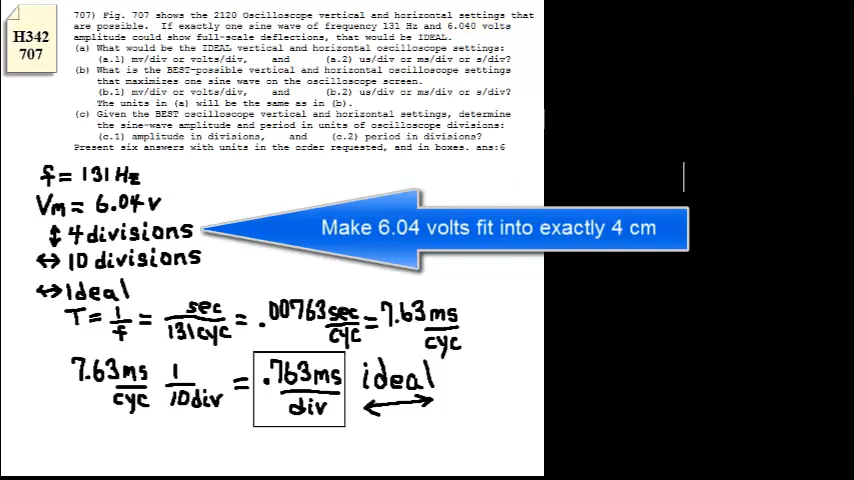 H342
707
707) Fig. 707 shows the 2120 Oscilloscope vertical and horizontal settings that
are possible. If exactly one sine wave of frequency 131 Hz and 6.040 volts
amplitude could show full-scale deflections, that would be IDEAL.
(a) What would be the IDEAL vertical and horizontal oscilloscope settings:
(a.1) mv/div or volts/div, and (a.2) us/div or ms/div or s/div?
(b) What is the BEST-possible vertical and horizontal oscilloscope settings
that maximizes one sine wave on the oscilloscope screen.
(b.1) mv/div or volts/div, and (b.2) us/div or ms/div or s/div?
The units in (a) will be the same as in (b).
(c) Given the BEST oscilloscope vertical and horizontal settings, determine
the sine-wave amplitude and period in units of oscilloscope divisions:
(c.1) amplitude in divisions, and (c.2) period in divisions?
Present six answers with units in the order requested, and in boxes. ans:6
f = 131 Hz
Vm = 6.04 v
↕ 4 divisions
Make 6.04 volts fit into exactly 4 cm
↔ 10 divisions
↔ Ideal
T = 1/f = sec/131 cyc = .00763 sec/cyc = 7.63 ms/cyc
7.63 ms/cyc 1/10 div = .763 ms/div ideal ↔